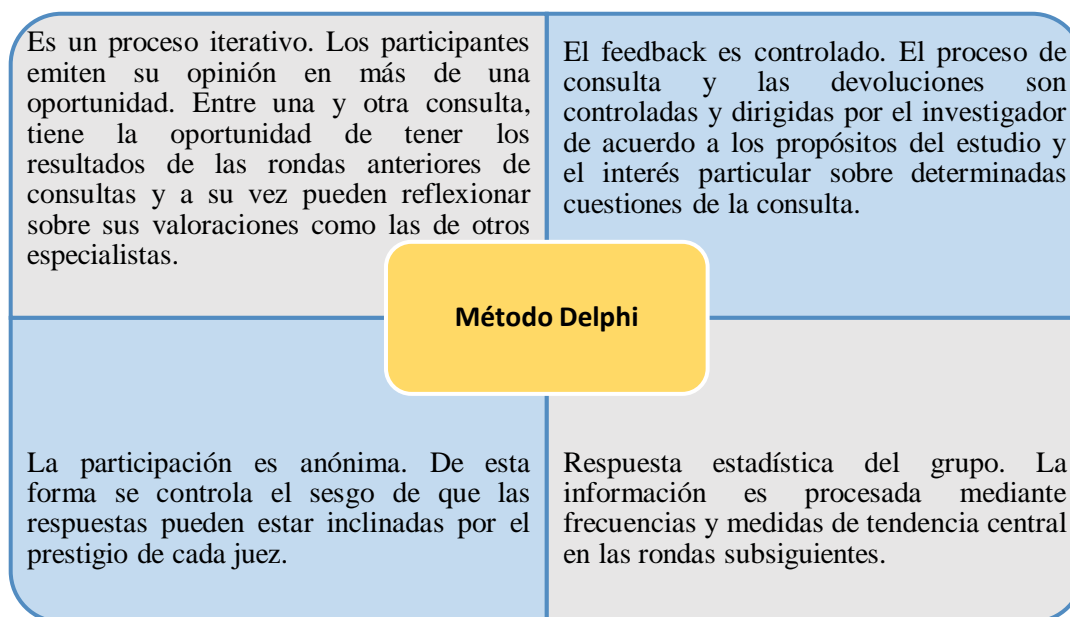 Es un proceso iterativo. Los participantes
emiten su opinión en más de una
oportunidad. Entre una y otra consulta,
tiene la oportunidad de tener los
resultados de las rondas anteriores de
consultas y a su vez pueden reflexionar
sobre sus valoraciones como las de otros
especialistas.
El feedback es controlado. El proceso de
consulta y las devoluciones son
controladas y dirigidas por el investigador
de acuerdo a los propósitos del estudio y
el interés particular sobre determinadas
cuestiones de la consulta.
Método Delphi
La participación es anónima. De esta
forma se controla el sesgo de que las
respuestas pueden estar inclinadas por el
prestigio de cada juez.
Respuesta estadística del grupo. La
información es procesada mediante
frecuencias y medidas de tendencia central
en las rondas subsiguientes.